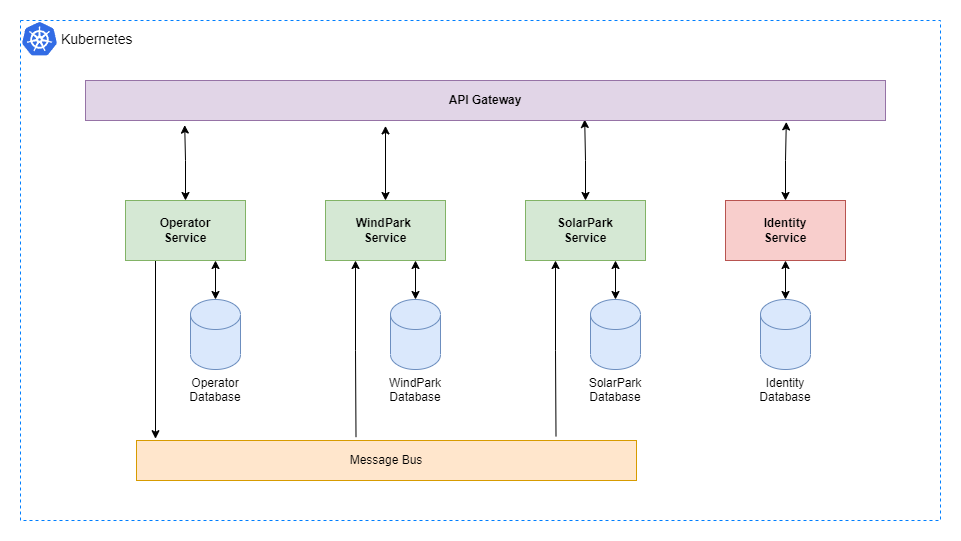 Kubernetes
API Gateway
Operator
Service
WindPark
Service
SolarPark
Service
Identity
Service
Operator
Database
WindPark
Database
SolarPark
Database
Identity
Database
Message Bus